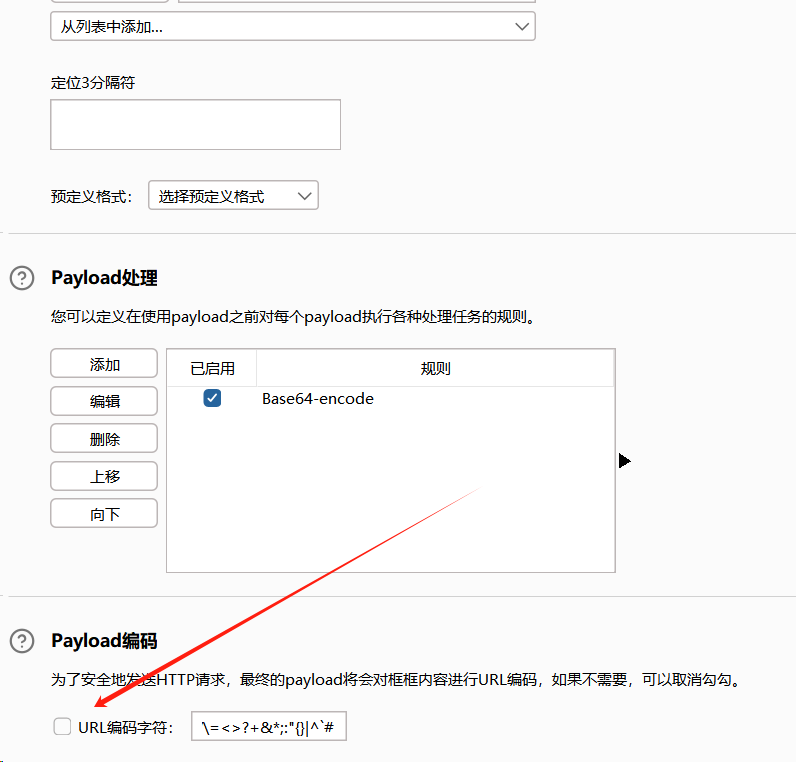 从列表中添加...
定位3分隔符
预定义格式： 选择预定义格式
Payload处理
您可以定义在使用payload之前对每个payload执行各种处理任务的规则。
添加
编辑
删除
上移
向下
已启用 规则
Base64-encode
Payload编码
为了安全地发送HTTP请求，最终的payload将会对框框内容进行URL编码，如果不需要，可以取消勾勾。
URL编码字符： \=<>?+&*;:"{}|^`#